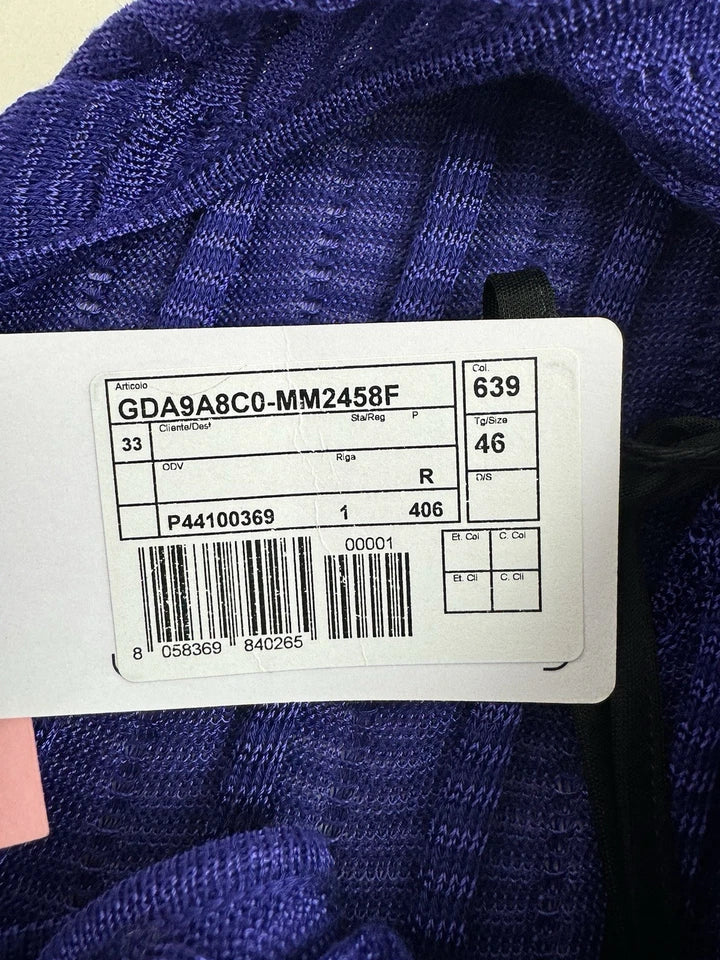 Articolo
GDA9A8C0-MM2458F
33 Cliente/Dest Sta/Reg P
ODV Riga R
P44100369 1 406
Col.
639
Tg/Size
46
D/S
Et. Col C. Col
Et. Cli C. Cli
00001
8 058369 840265